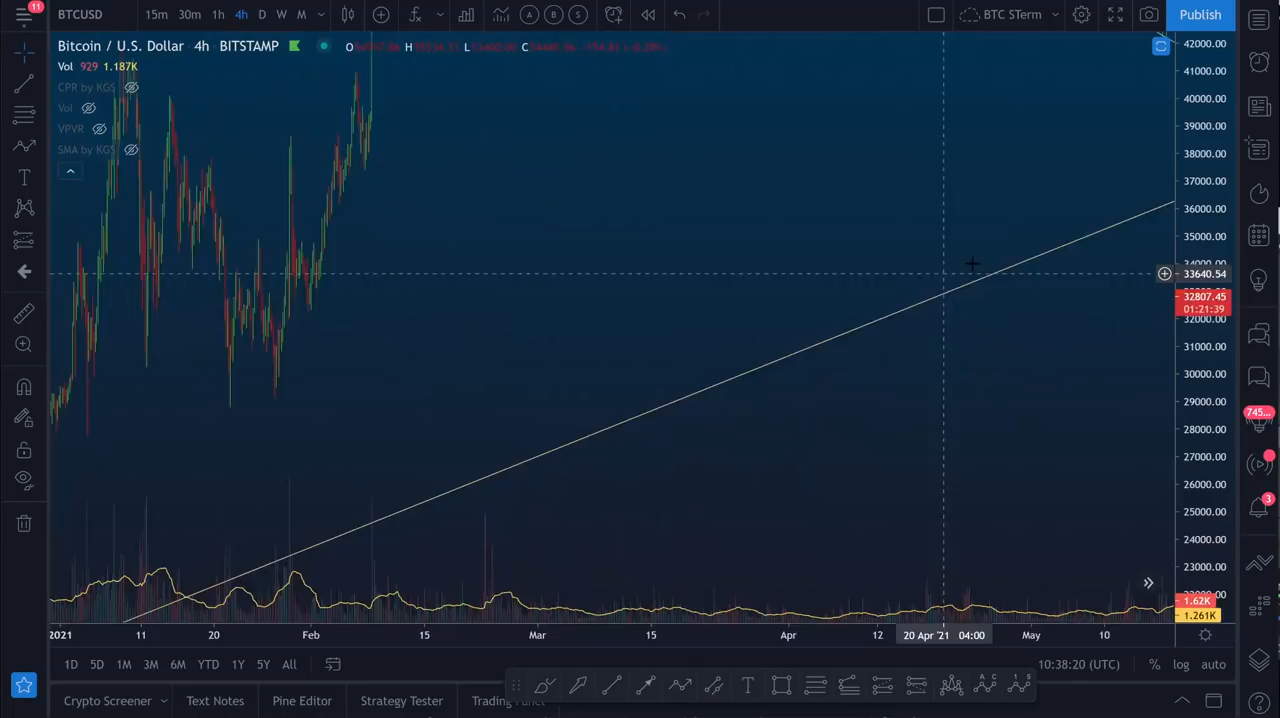 11
BTCUSD 15m 30m 1h 4h D W M A B S BTC STerm Publish
Bitcoin / U.S. Dollar · 4h · BITSTAMP
Vol 929 1.187K
CPR by KGS
Vol
VPVR
SMA by KGS
42000.00
41000.00
40000.00
39000.00
38000.00
37000.00
36000.00
35000.00
34000.00
33640.54
32807.45
01:21:39
32000.00
31000.00
30000.00
29000.00
28000.00
27000.00
26000.00
25000.00
24000.00
23000.00
1.62K
1.261K
745...
3
2021 11 20 Feb 15 Mar 15 Apr 12 20 Apr '21 04:00 May 10
1D 5D 1M 3M 6M YTD 1Y 5Y All 10:38:20 (UTC) % log auto
Crypto Screener Text Notes Pine Editor Strategy Tester